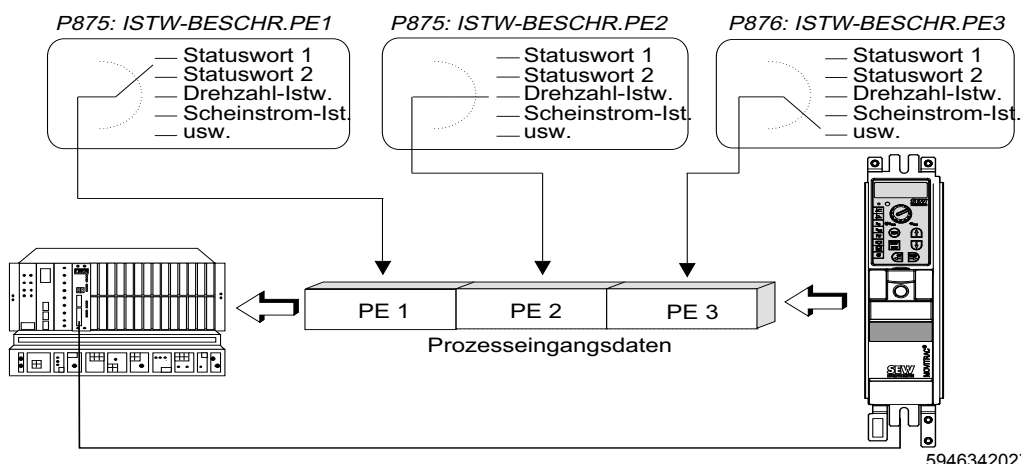 P875: ISTW-BESCHR.PE1
Statuswort 1
Statuswort 2
Drehzahl-Istw.
Scheinstrom-Ist.
usw.
P875: ISTW-BESCHR.PE2
Statuswort 1
Statuswort 2
Drehzahl-Istw.
Scheinstrom-Ist.
usw.
P876: ISTW-BESCHR.PE3
Statuswort 1
Statuswort 2
Drehzahl-Istw.
Scheinstrom-Ist.
usw.
PE 1
PE 2
PE 3
Prozesseingangsdaten
SEW
MOVITRAC®